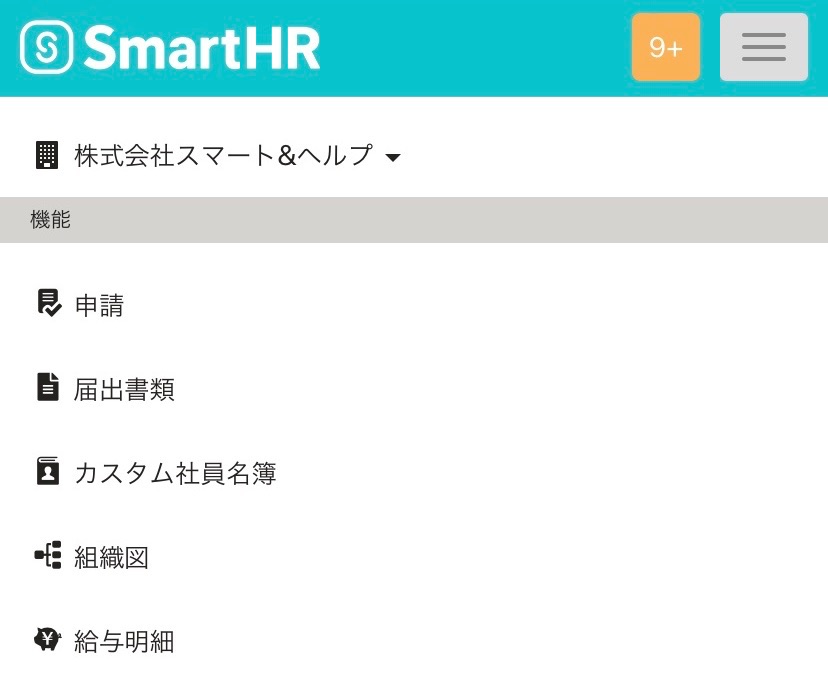 SmartHR 9+
株式会社スマート&ヘルプ
機能
申請
届出書類
カスタム社員名簿
組織図
給与明細